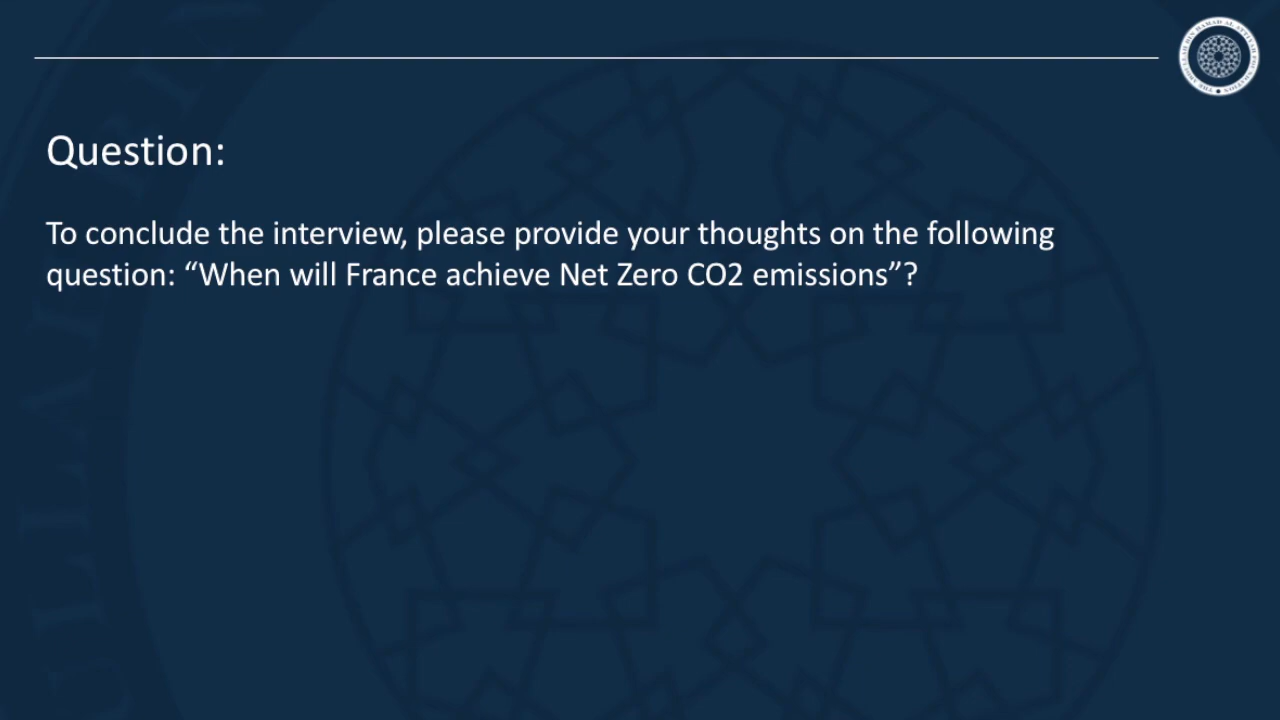 Question:
To conclude the interview, please provide your thoughts on the following
question: “When will France achieve Net Zero CO2 emissions”?